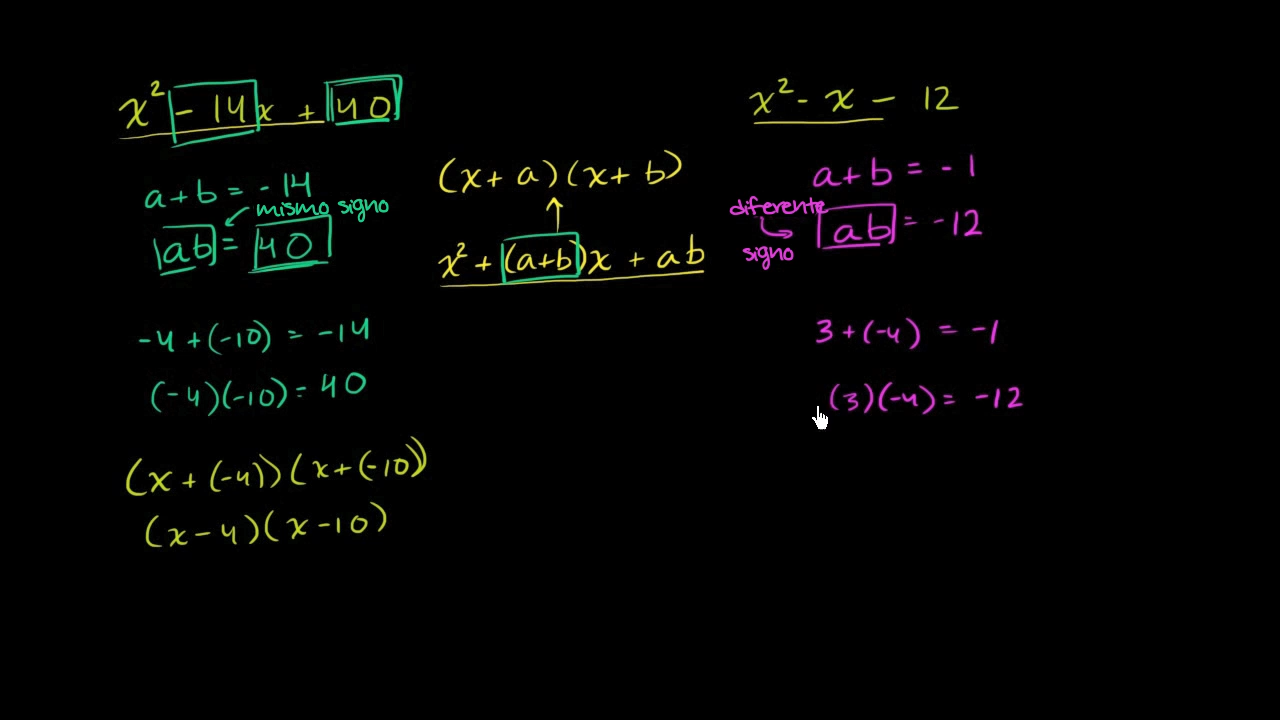 x² - 14x + 40
a + b = -14
mismo signo
ab = 40
-4 + (-10) = -14
(-4)(-10) = 40
(x + (-4))(x + (-10))
(x - 4)(x - 10)
(x + a)(x + b)
x² + (a+b)x + ab
x² - x - 12
a + b = -1
diferente
signo
ab = -12
3 + (-4) = -1
(3)(-4) = -12